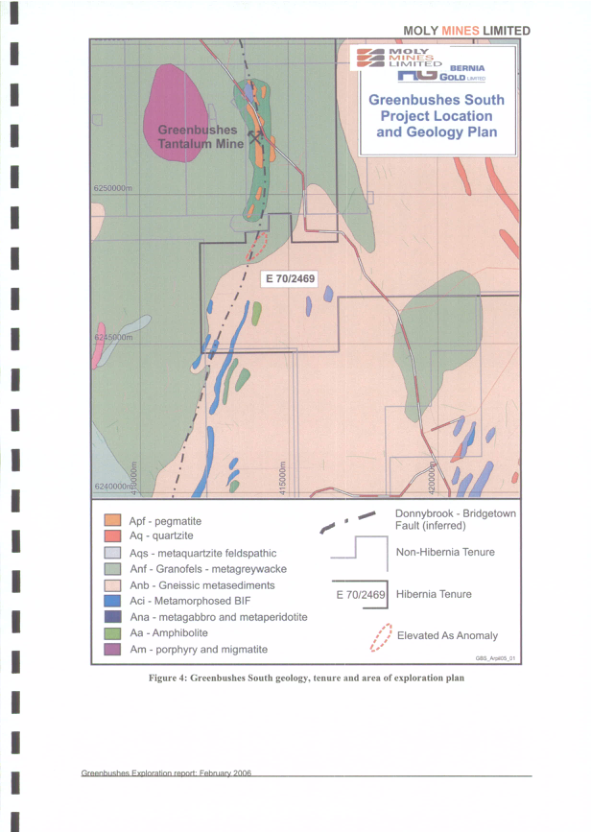 MOLY MINES LIMITED
MOLY
MINES
LIMITED
HG
BERNIA
GOLD LIMITED
Greenbushes South
Project Location
and Geology Plan
Greenbushes
Tantalum Mine
6250000m
E 70/2469
6245000m
6240000m
410000m
415000m
420000m
Apf - pegmatite
Aq - quartzite
Aqs - metaquartzite feldspathic
Anf - Granofels - metagreywacke
Anb - Gneissic metasediments
Aci - Metamorphosed BIF
Ana - metagabbro and metaperidotite
Aa - Amphibolite
Am - porphyry and migmatite
Donnybrook - Bridgetown
Fault (inferred)
Non-Hibernia Tenure
E 70/2469
Hibernia Tenure
Elevated As Anomaly
Figure 4: Greenbushes South geology, tenure and area of exploration plan
Greenbushes Exploration report: February 2006